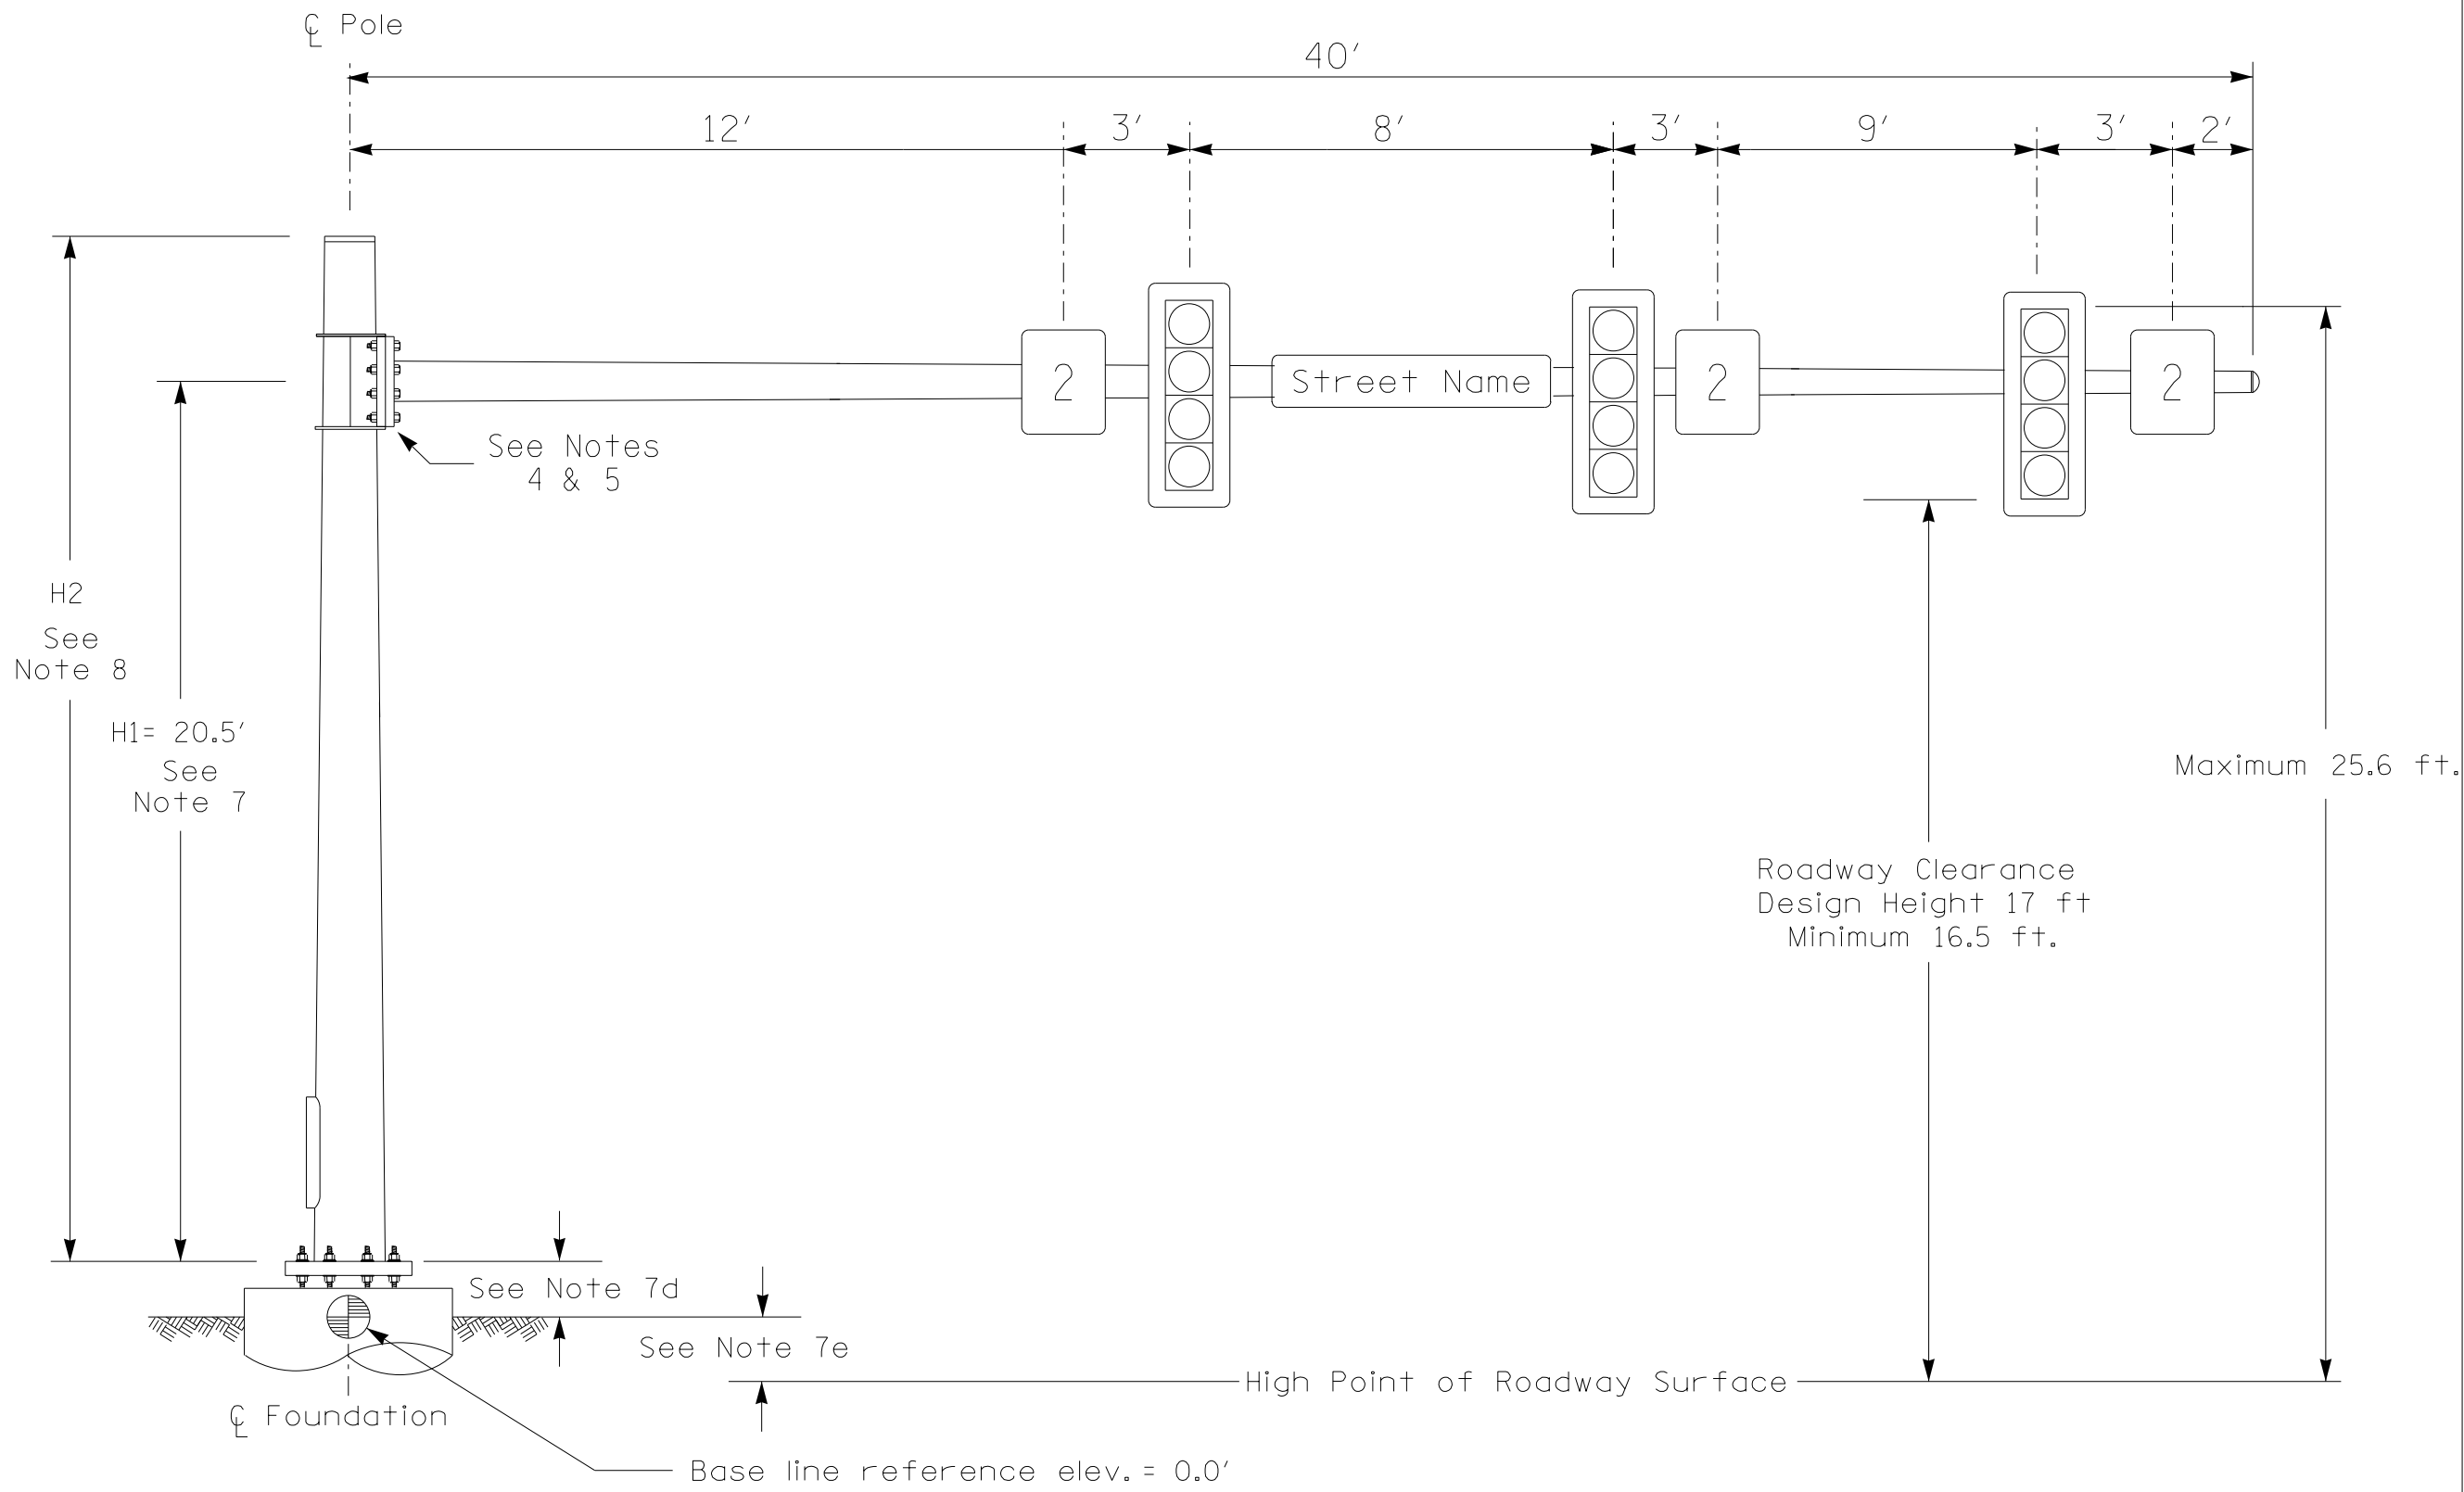 ℄ Pole
40'
12' 3' 8' 3' 9' 3' 2'
2 Street Name 2 2
See Notes
4 & 5
H2
See
Note 8
H1= 20.5'
See
Note 7
Maximum 25.6 ft.
Roadway Clearance
Design Height 17 ft
Minimum 16.5 ft.
See Note 7d
See Note 7e
High Point of Roadway Surface
℄ Foundation
Base line reference elev. = 0.0'